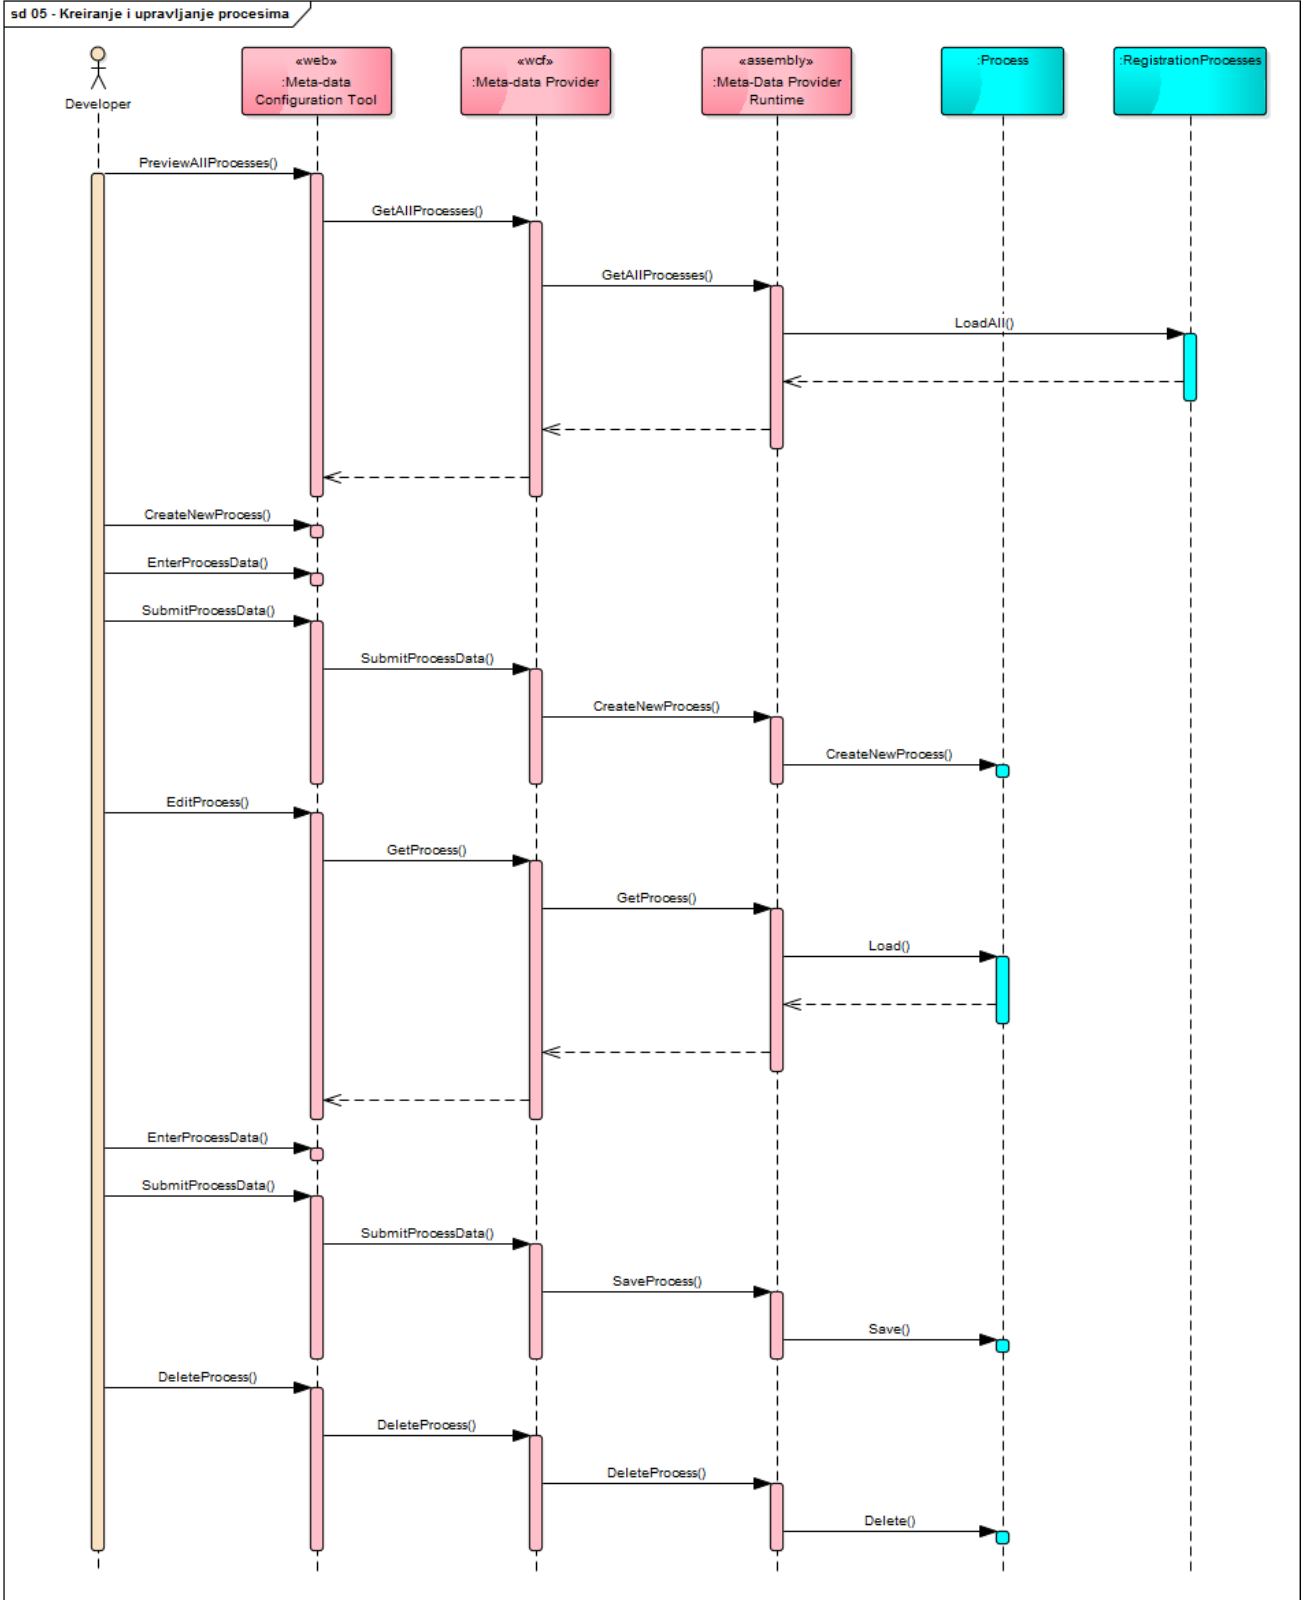 sd 05 - Kreiranje i upravljanje procesima
Developer
«web»
:Meta-data
Configuration Tool
«wcf»
:Meta-data Provider
«assembly»
:Meta-Data Provider
Runtime
:Process
:RegistrationProcesses
PreviewAllProcesses()
GetAllProcesses()
GetAllProcesses()
LoadAll()
CreateNewProcess()
EnterProcessData()
SubmitProcessData()
SubmitProcessData()
CreateNewProcess()
CreateNewProcess()
EditProcess()
GetProcess()
GetProcess()
Load()
EnterProcessData()
SubmitProcessData()
SubmitProcessData()
SaveProcess()
Save()
DeleteProcess()
DeleteProcess()
DeleteProcess()
Delete()